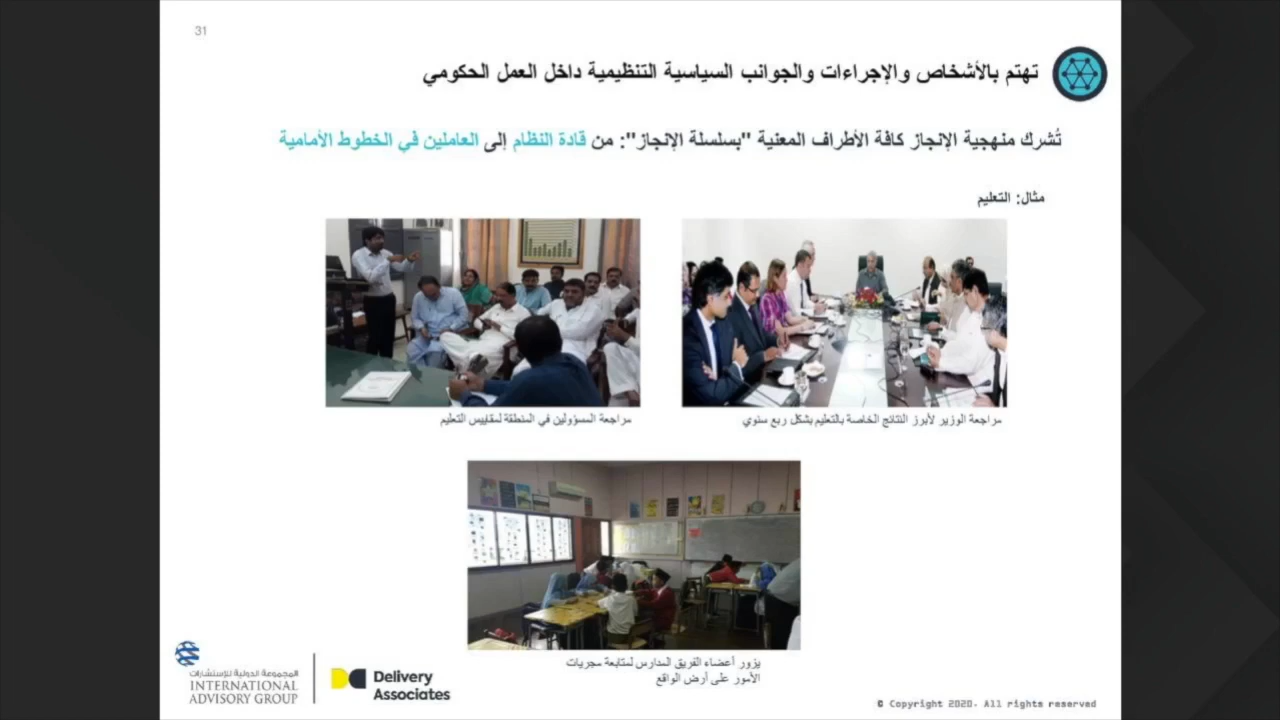 31
تهتم بالأشخاص والإجراءات والجوانب السياسية التنظيمية داخل العمل الحكومي
تُشرك منهجية الإنجاز كافة الأطراف المعنية "بسلسلة الإنجاز": من قادة النظام إلى العاملين في الخطوط الأمامية
مثال: التعليم
مراجعة الوزير لأبرز النتائج الخاصة بالتعليم بشكل ربع سنوي
مراجعة المسؤولين في المنطقة لمقاييس التعليم
يزور أعضاء الفريق المدارس لمتابعة مجريات
الأمور على أرض الواقع
المجموعة الدولية للإستشارات
INTERNATIONAL
ADVISORY GROUP
Delivery
Associates
© Copyright 2020. All rights reserved